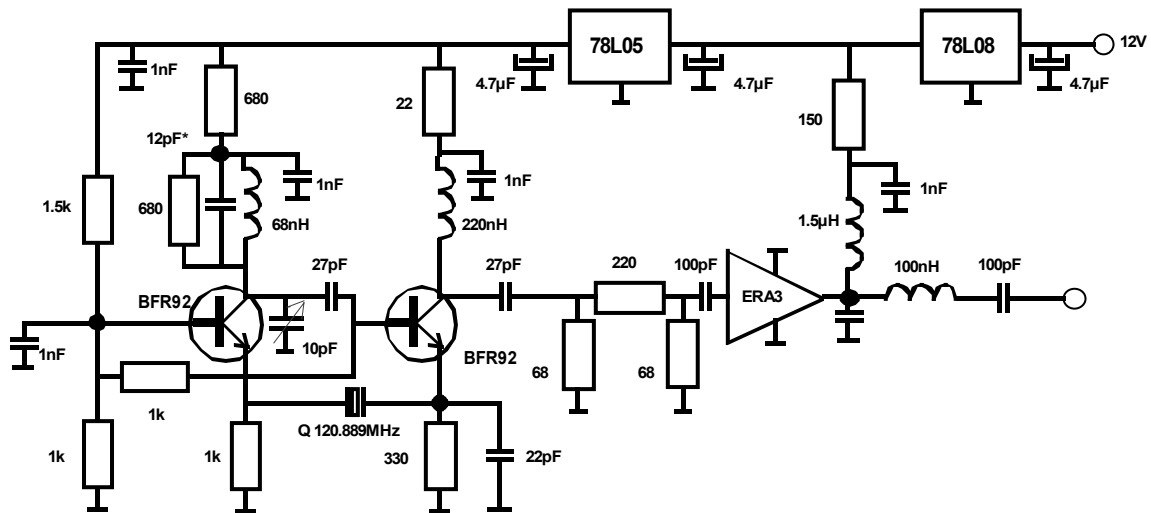 78L05
78L08
12V
1nF
4.7µF
4.7µF
4.7µF
680
22
150
12pF*
1nF
1nF
1nF
1.5k
680
68nH
220nH
1.5µH
27pF
27pF
220
100pF
100nH
100pF
BFR92
ERA3
1nF
10pF
BFR92
68
68
1k
Q 120.889MHz
1k
1k
330
22pF